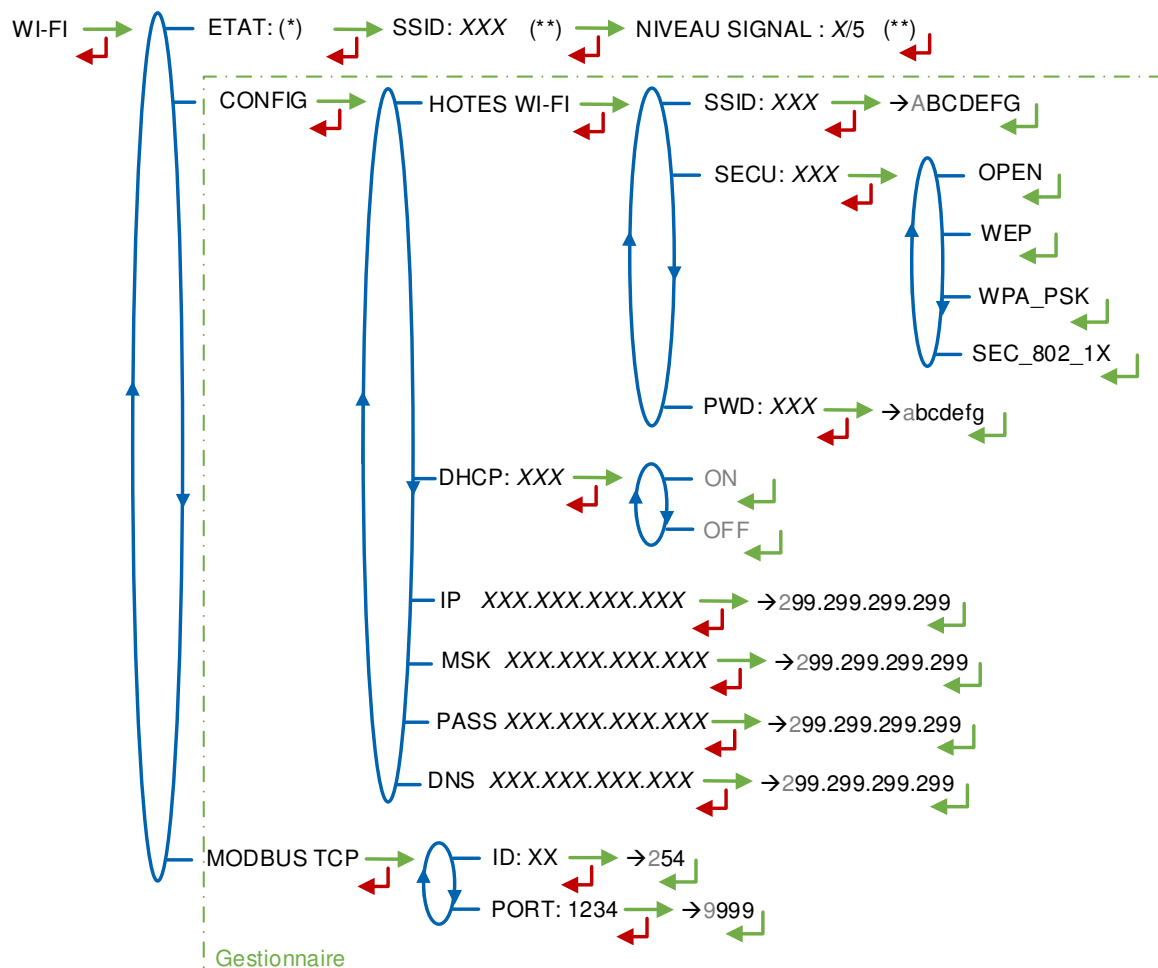 WI-FI ETAT: (*) SSID: XXX (**) NIVEAU SIGNAL : X/5 (**)
CONFIG HOTES WI-FI SSID: XXX →ABCDEFG
SECU: XXX OPEN
WEP
WPA_PSK
SEC_802_1X
PWD: XXX →abcdefg
DHCP: XXX ON
OFF
IP XXX.XXX.XXX.XXX →299.299.299.299
MSK XXX.XXX.XXX.XXX →299.299.299.299
PASS XXX.XXX.XXX.XXX →299.299.299.299
DNS XXX.XXX.XXX.XXX →299.299.299.299
MODBUS TCP ID: XX →254
PORT: 1234 →9999
Gestionnaire